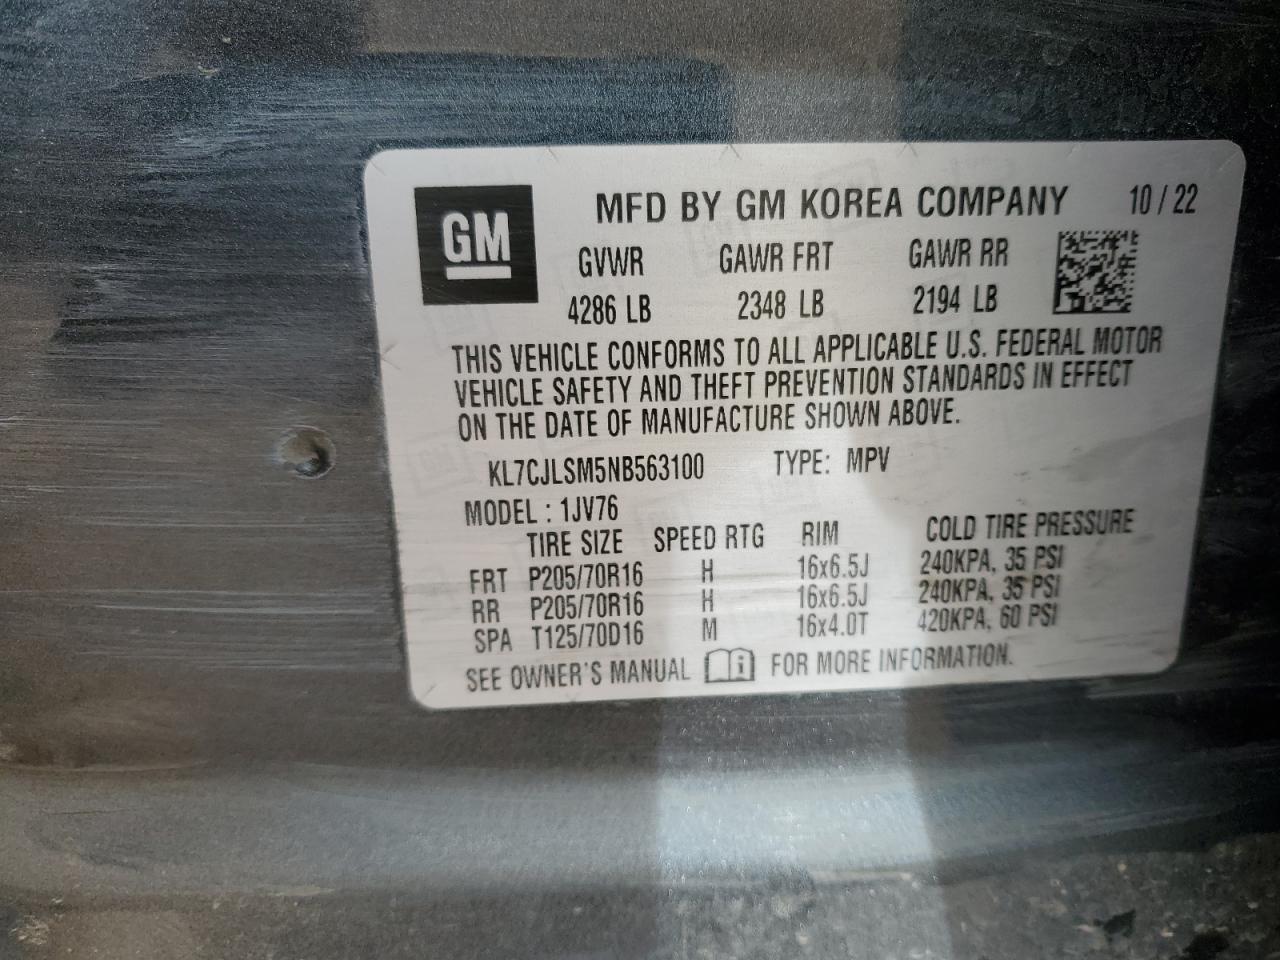 GM
MFD BY GM KOREA COMPANY 10 / 22
GVWR GAWR FRT GAWR RR
4286 LB 2348 LB 2194 LB
THIS VEHICLE CONFORMS TO ALL APPLICABLE U.S. FEDERAL MOTOR
VEHICLE SAFETY AND THEFT PREVENTION STANDARDS IN EFFECT
ON THE DATE OF MANUFACTURE SHOWN ABOVE.
KL7CJLSM5NB563100 TYPE: MPV
MODEL : 1JV76
TIRE SIZE SPEED RTG RIM COLD TIRE PRESSURE
FRT P205/70R16 H 16x6.5J 240KPA, 35 PSI
RR P205/70R16 H 16x6.5J 240KPA, 35 PSI
SPA T125/70D16 M 16x4.0T 420KPA, 60 PSI
SEE OWNER'S MANUAL i FOR MORE INFORMATION.